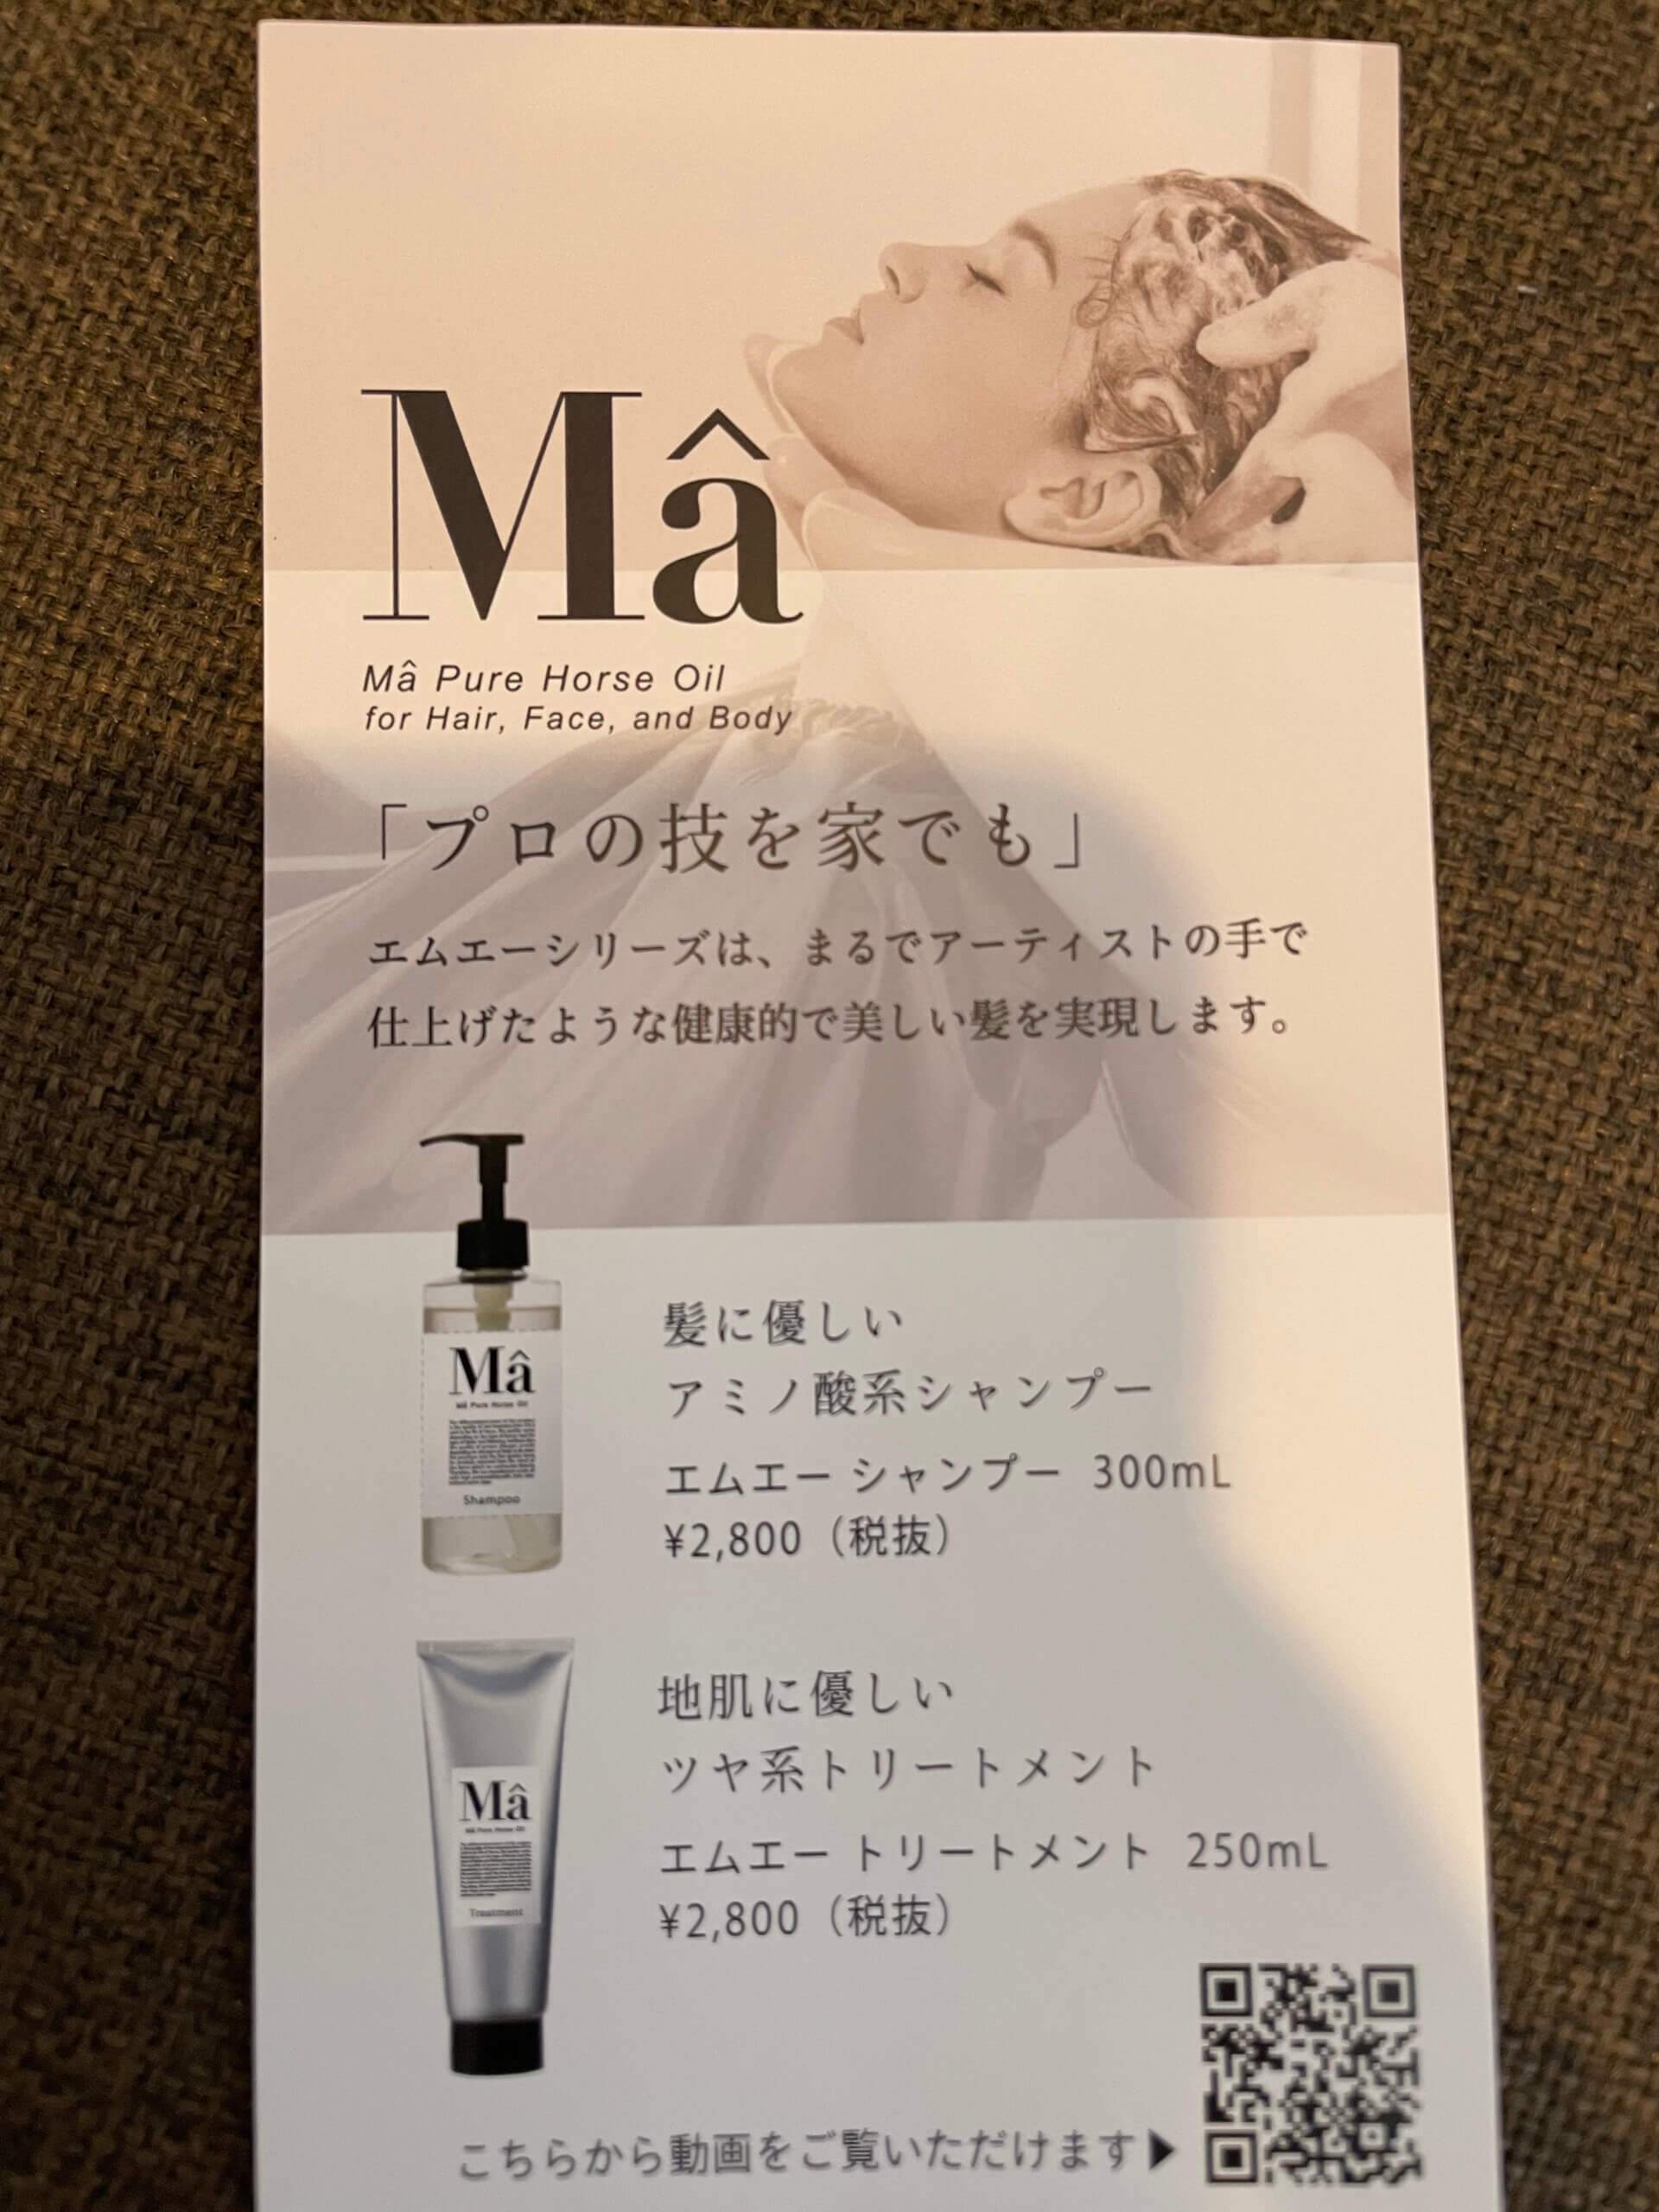 Mâ
Mâ Pure Horse Oil
for Hair, Face, and Body
「プロの技を家でも」
エムエーシリーズは、まるでアーティストの手で
仕上げたような健康的で美しい髪を実現します。
Mâ
Mâ Pure Horse Oil
Shampoo
髪に優しい
アミノ酸系シャンプー
エムエー シャンプー 300mL
¥2,800（税抜）
Mâ
Mâ Pure Horse Oil
Treatment
地肌に優しい
ツヤ系トリートメント
エムエー トリートメント 250mL
¥2,800（税抜）
こちらから動画をご覧いただけます▶